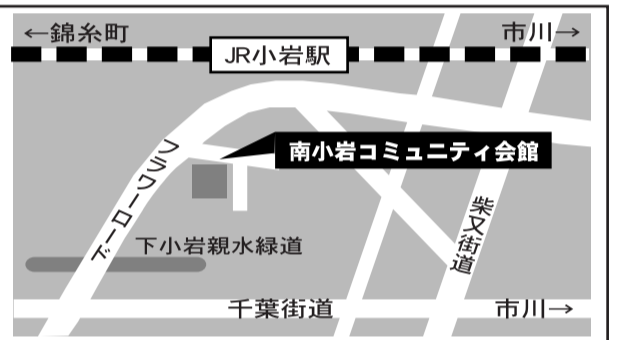 ←錦糸町
市川→
JR小岩駅
南小岩コミュニティ会館
フラワーロード
柴又街道
下小岩親水緑道
千葉街道
市川→